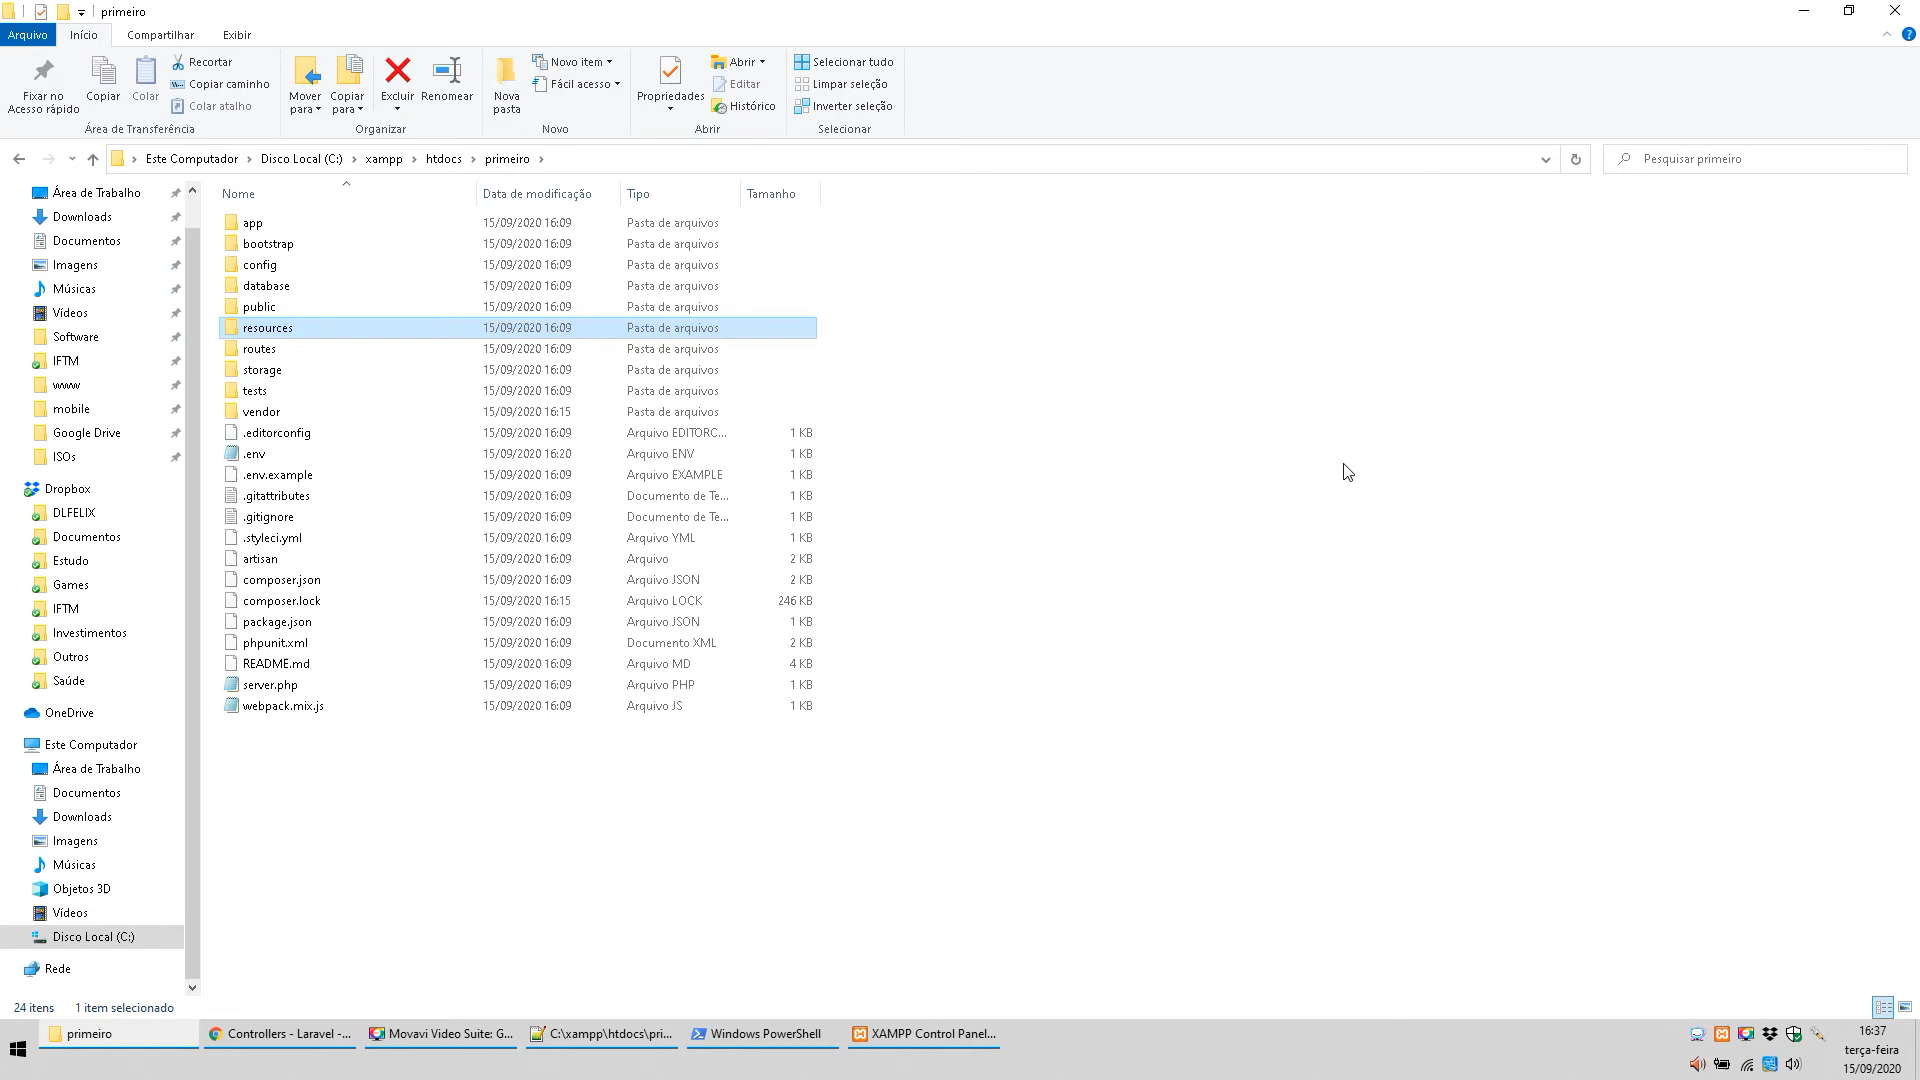 primeiro
Arquivo Início Compartilhar Exibir
Fixar no Acesso rápido
Copiar
Colar
Recortar
Copiar caminho
Colar atalho
Área de Transferência
Mover para
Copiar para
Excluir
Renomear
Organizar
Nova pasta
Novo item
Fácil acesso
Novo
Propriedades
Abrir
Editar
Histórico
Abrir
Selecionar tudo
Limpar seleção
Inverter seleção
Selecionar
Este Computador > Disco Local (C:) > xampp > htdocs > primeiro >
Pesquisar primeiro
Área de Trabalho
Downloads
Documentos
Imagens
Músicas
Vídeos
Software
IFTM
www
mobile
Google Drive
ISOs
Dropbox
DLFELIX
Documentos
Estudo
Games
IFTM
Investimentos
Outros
Saúde
OneDrive
Este Computador
Área de Trabalho
Documentos
Downloads
Imagens
Músicas
Objetos 3D
Vídeos
Disco Local (C:)
Rede
Nome Data de modificação Tipo Tamanho
app 15/09/2020 16:09 Pasta de arquivos
bootstrap 15/09/2020 16:09 Pasta de arquivos
config 15/09/2020 16:09 Pasta de arquivos
database 15/09/2020 16:09 Pasta de arquivos
public 15/09/2020 16:09 Pasta de arquivos
resources 15/09/2020 16:09 Pasta de arquivos
routes 15/09/2020 16:09 Pasta de arquivos
storage 15/09/2020 16:09 Pasta de arquivos
tests 15/09/2020 16:09 Pasta de arquivos
vendor 15/09/2020 16:15 Pasta de arquivos
.editorconfig 15/09/2020 16:09 Arquivo EDITORC... 1 KB
.env 15/09/2020 16:20 Arquivo ENV 1 KB
.env.example 15/09/2020 16:09 Arquivo EXAMPLE 1 KB
.gitattributes 15/09/2020 16:09 Documento de Te... 1 KB
.gitignore 15/09/2020 16:09 Documento de Te... 1 KB
.styleci.yml 15/09/2020 16:09 Arquivo YML 1 KB
artisan 15/09/2020 16:09 Arquivo 2 KB
composer.json 15/09/2020 16:09 Arquivo JSON 2 KB
composer.lock 15/09/2020 16:15 Arquivo LOCK 246 KB
package.json 15/09/2020 16:09 Arquivo JSON 1 KB
phpunit.xml 15/09/2020 16:09 Documento XML 2 KB
README.md 15/09/2020 16:09 Arquivo MD 4 KB
server.php 15/09/2020 16:09 Arquivo PHP 1 KB
webpack.mix.js 15/09/2020 16:09 Arquivo JS 1 KB
24 itens 1 item selecionado
primeiro
Controllers - Laravel -...
Movavi Video Suite: G...
C:\xampp\htdocs\pri...
Windows PowerShell
XAMPP Control Panel...
16:37
terça-feira
15/09/2020